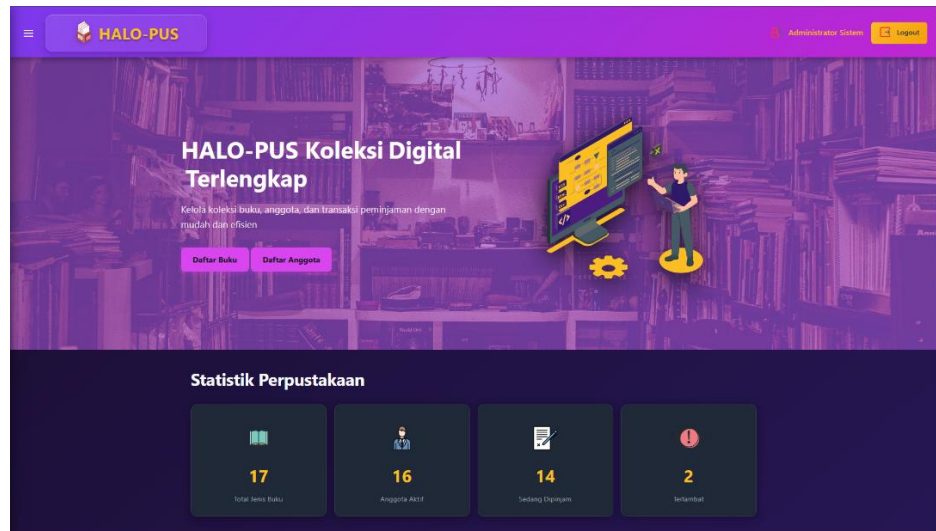 HALO-PUS
Administrator Sistem
Logout
HALO-PUS Koleksi Digital
Terlengkap
Kelola koleksi buku, anggota, dan transaksi peminjaman dengan
mudah dan efisien
Daftar Buku
Daftar Anggota
Statistik Perpustakaan
17
Total Jenis Buku
16
Anggota Aktif
14
Sedang Dipinjam
2
Terlambat